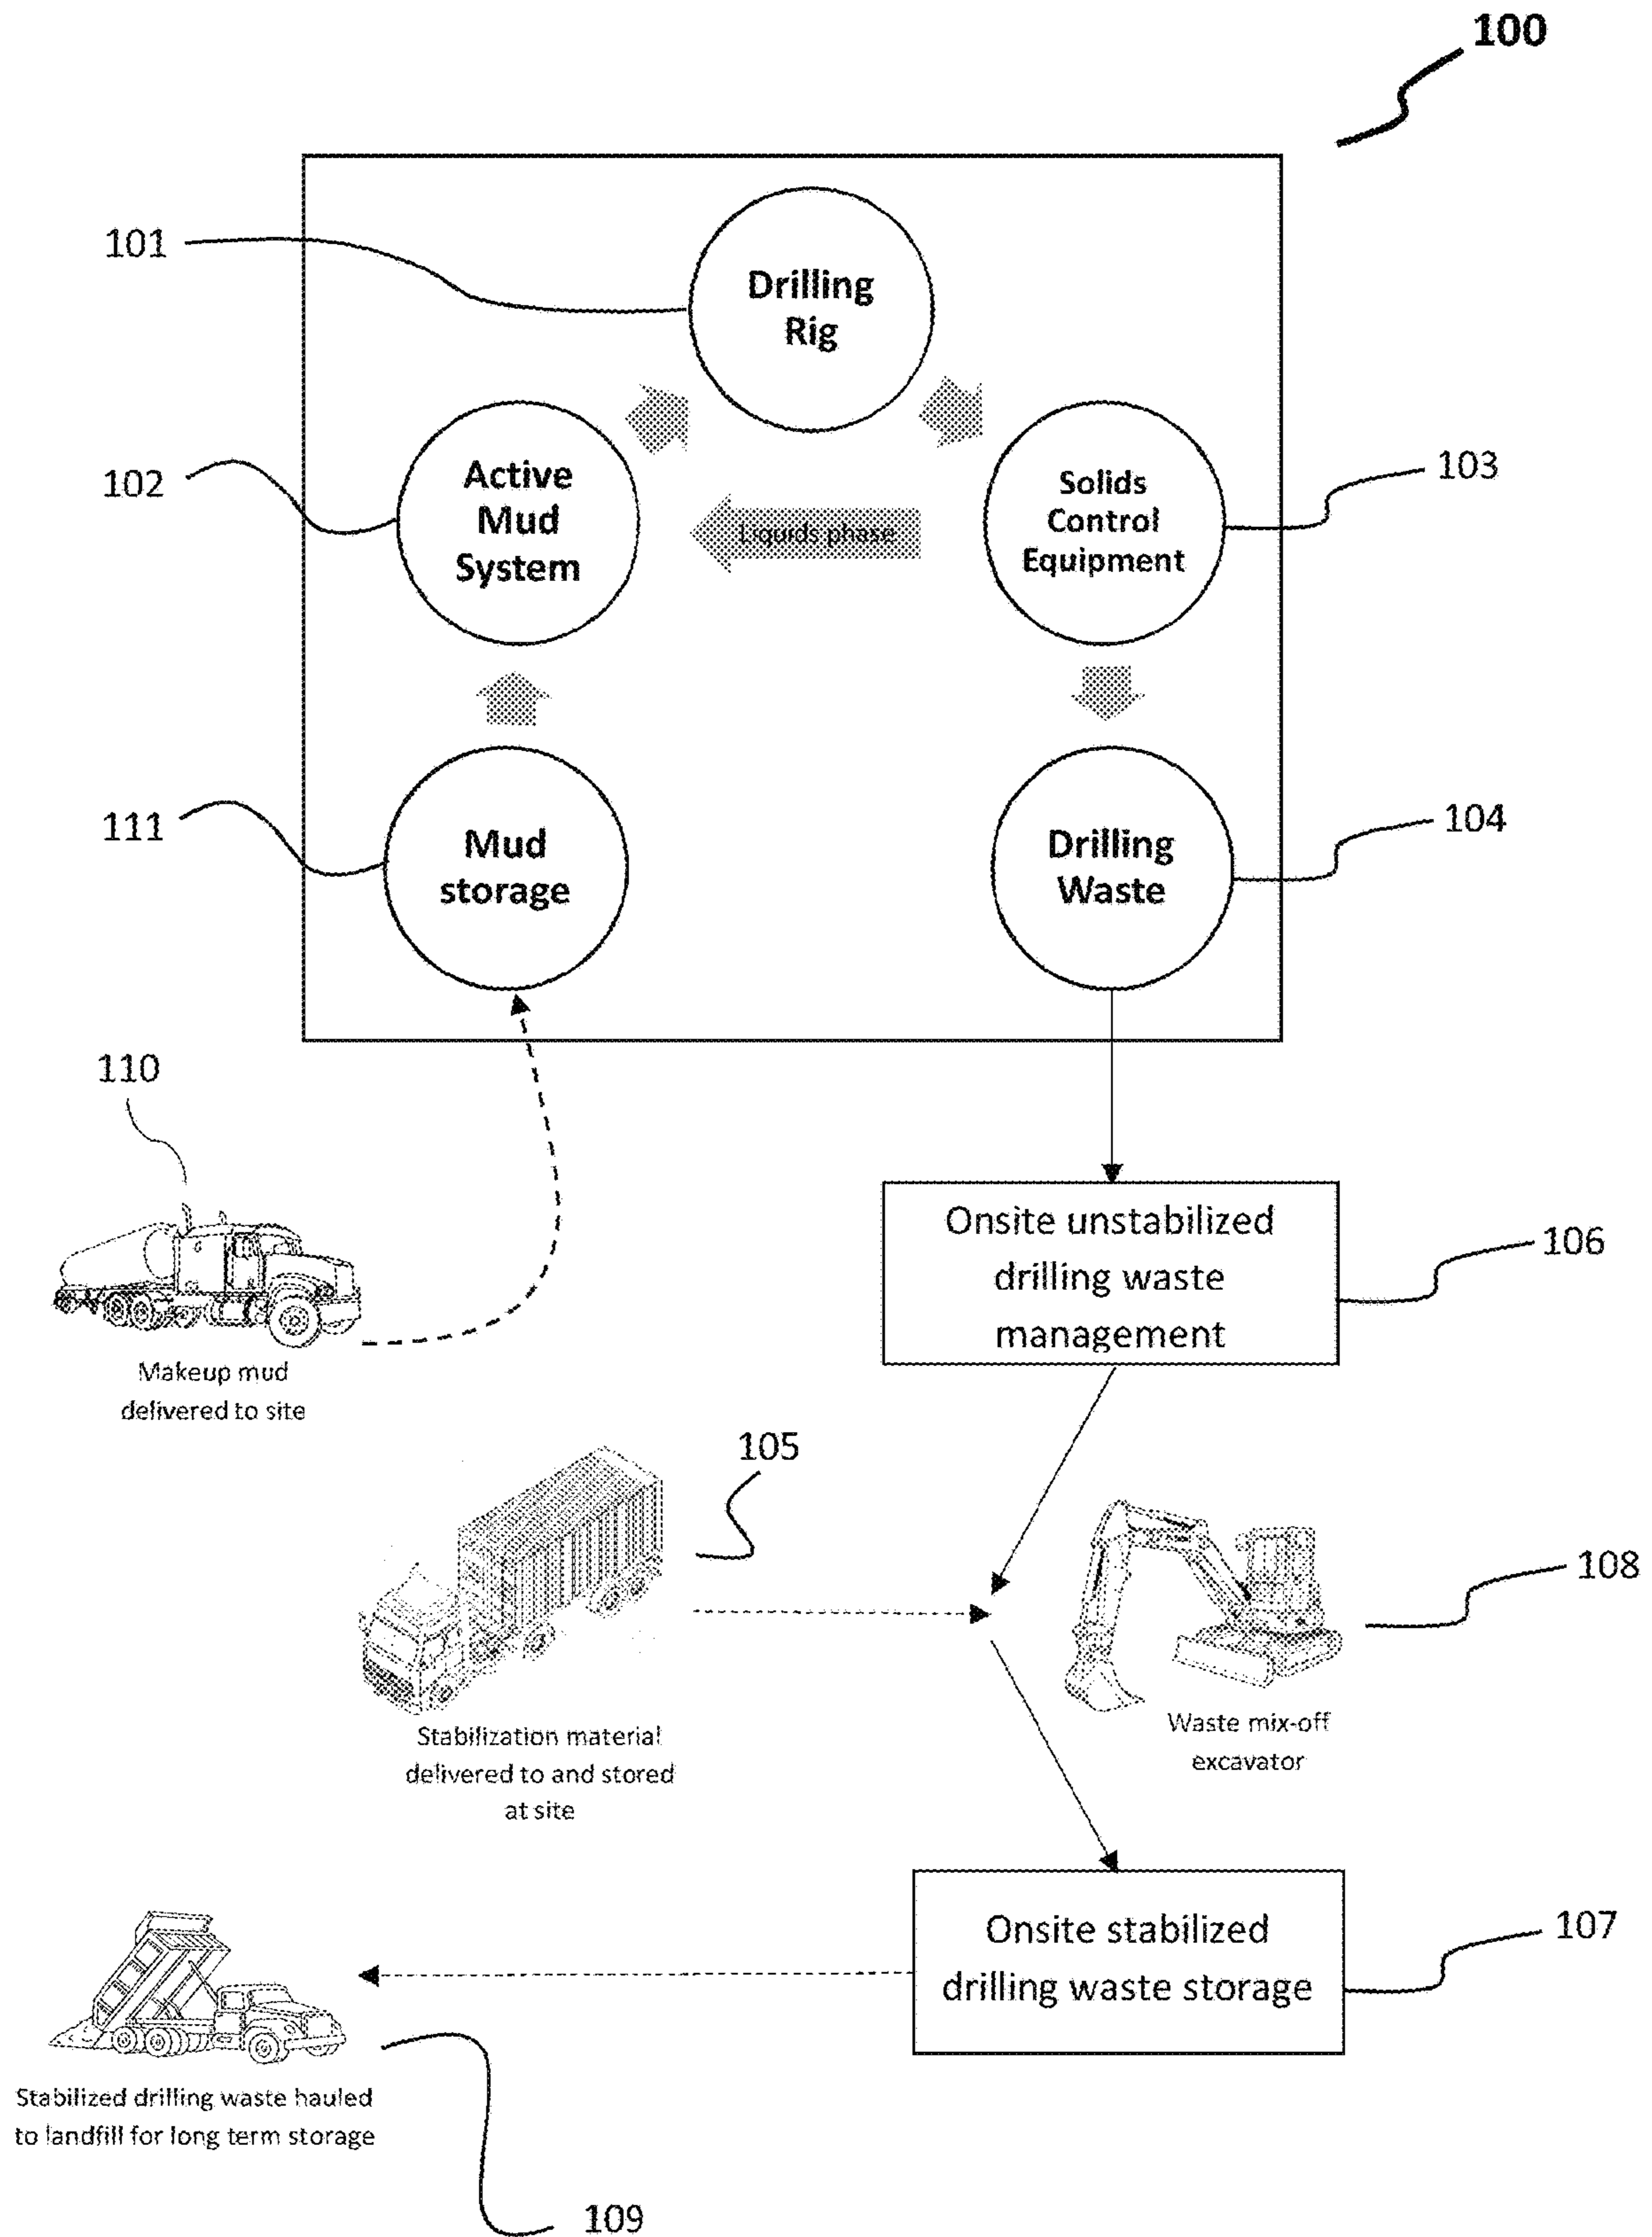 100
101
Drilling
Rig
102
Active
Mud
System
Liquids phase
Solids
Control
Equipment
103
111
Mud
storage
Drilling
Waste
104
110
Makeup mud
delivered to site
Onsite unstabilized
drilling waste
management
106
105
Stabilization material
delivered to and stored
at site
108
Waste mix-off
excavator
Onsite stabilized
drilling waste storage
107
Stabilized drilling waste hauled
to landfill for long term storage
109